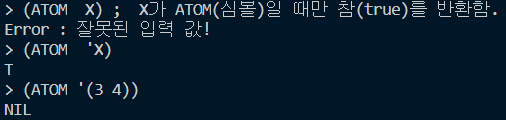 > (ATOM  X) ;  X가 ATOM(심볼)일 때만 참(true)를 반환함.
Error : 잘못된 입력 값!
> (ATOM  'X)
T
> (ATOM '(3 4))
NIL